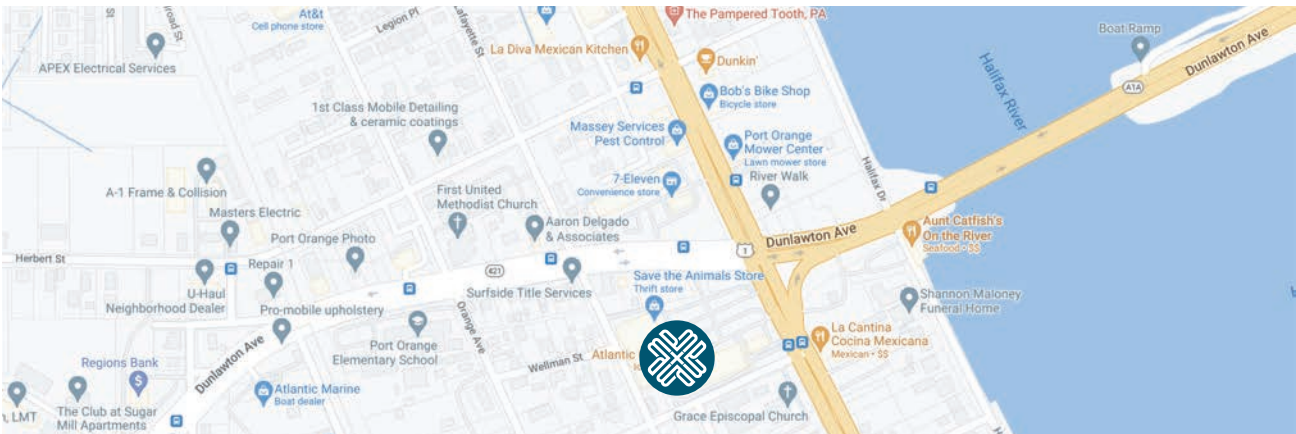 At&t
Cell phone store
Legion Pl
Lafayette St
The Pampered Tooth, PA
Boat Ramp
La Diva Mexican Kitchen
Dunkin'
Dunlawton Ave
APEX Electrical Services
Halifax River
A1A
Bob's Bike Shop
Bicycle store
1st Class Mobile Detailing
& ceramic coatings
Massey Services
Pest Control
Port Orange
Mower Center
Lawn mower store
A-1 Frame & Collision
7-Eleven
Convenience store
River Walk
Halifax Dr
First United
Methodist Church
Masters Electric
Aaron Delgado
& Associates
Aunt Catfish's
On the River
Seafood • $$
Port Orange Photo
Dunlawton Ave
1
Herbert St
Repair 1
421
Save the Animals Store
Thrift store
U-Haul
Neighborhood Dealer
Surfside Title Services
Shannon Maloney
Funeral Home
Pro-mobile upholstery
Orange Ave
La Cantina
Cocina Mexicana
Mexican • $$
Port Orange
Elementary School
Wellman St
Atlantic
Regions Bank
Dunlawton Ave
Atlantic Marine
Boat dealer
The Club at Sugar
Mill Apartments
LMT
Grace Episcopal Church